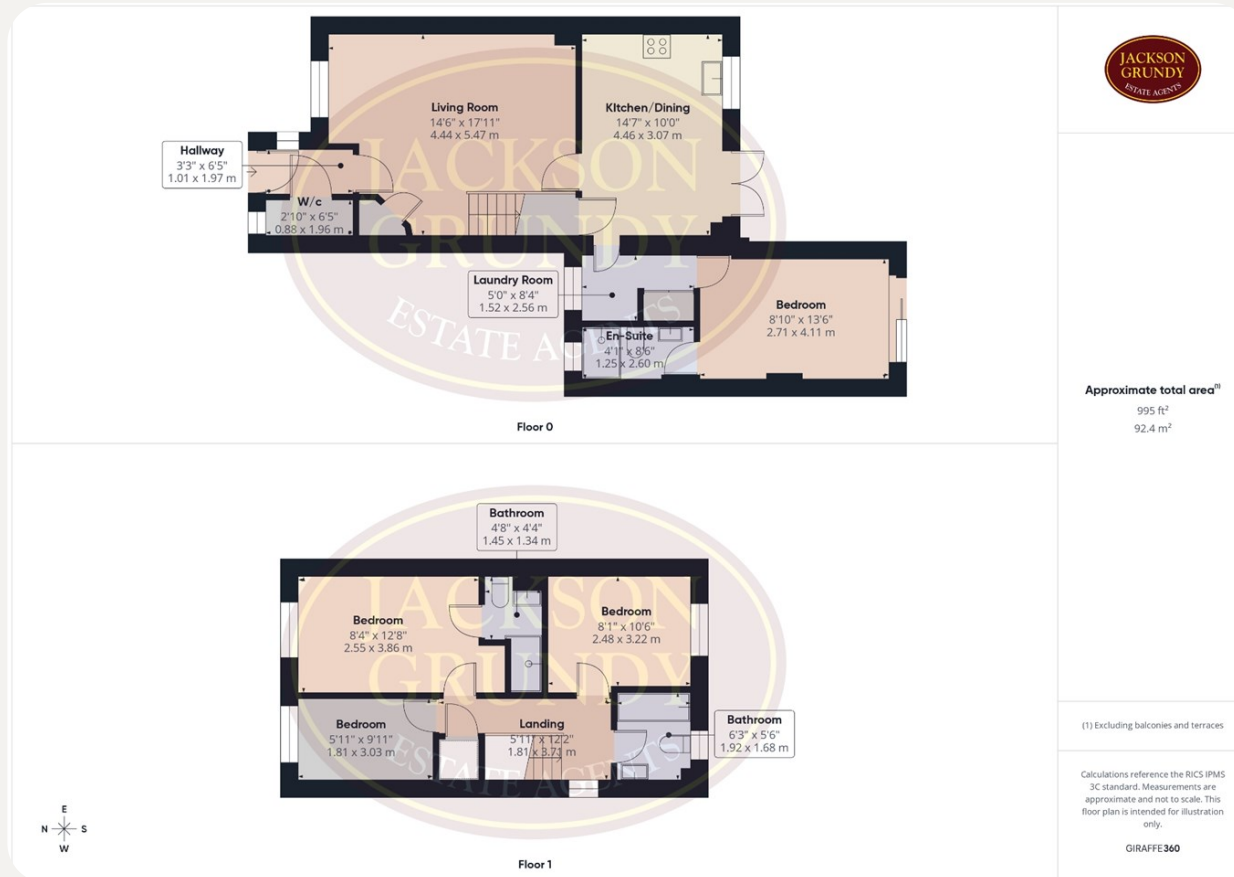 JACKSON
GRUNDY
ESTATE AGENTS
Living Room
14'6" x 17'11"
4.44 x 5.47 m
KItchen/Dining
14'7" x 10'0"
4.46 x 3.07 m
Hallway
3'3" x 6'5"
1.01 x 1.97 m
W/c
2'10" x 6'5"
0.88 x 1.96 m
Laundry Room
5'0" x 8'4"
1.52 x 2.56 m
Bedroom
8'10" x 13'6"
2.71 x 4.11 m
En-Suite
4'1" x 8'6"
1.25 x 2.60 m
JACKSON
GRUNDY
ESTATE AGENTS
Floor 0
Bathroom
4'8" x 4'4"
1.45 x 1.34 m
Bedroom
8'4" x 12'8"
2.55 x 3.86 m
Bedroom
8'1" x 10'6"
2.48 x 3.22 m
Bedroom
5'11" x 9'11"
1.81 x 3.03 m
Landing
5'11" x 12'2"
1.81 x 3.71 m
Bathroom
6'3" x 5'6"
1.92 x 1.68 m
JACKSON
GRUNDY
ESTATE AGENTS
E
N S
W
Floor 1
Approximate total area(1)
995 ft²
92.4 m²
(1) Excluding balconies and terraces
Calculations reference the RICS IPMS
3C standard. Measurements are
approximate and not to scale. This
floor plan is intended for illustration
only.
GIRAFFE360